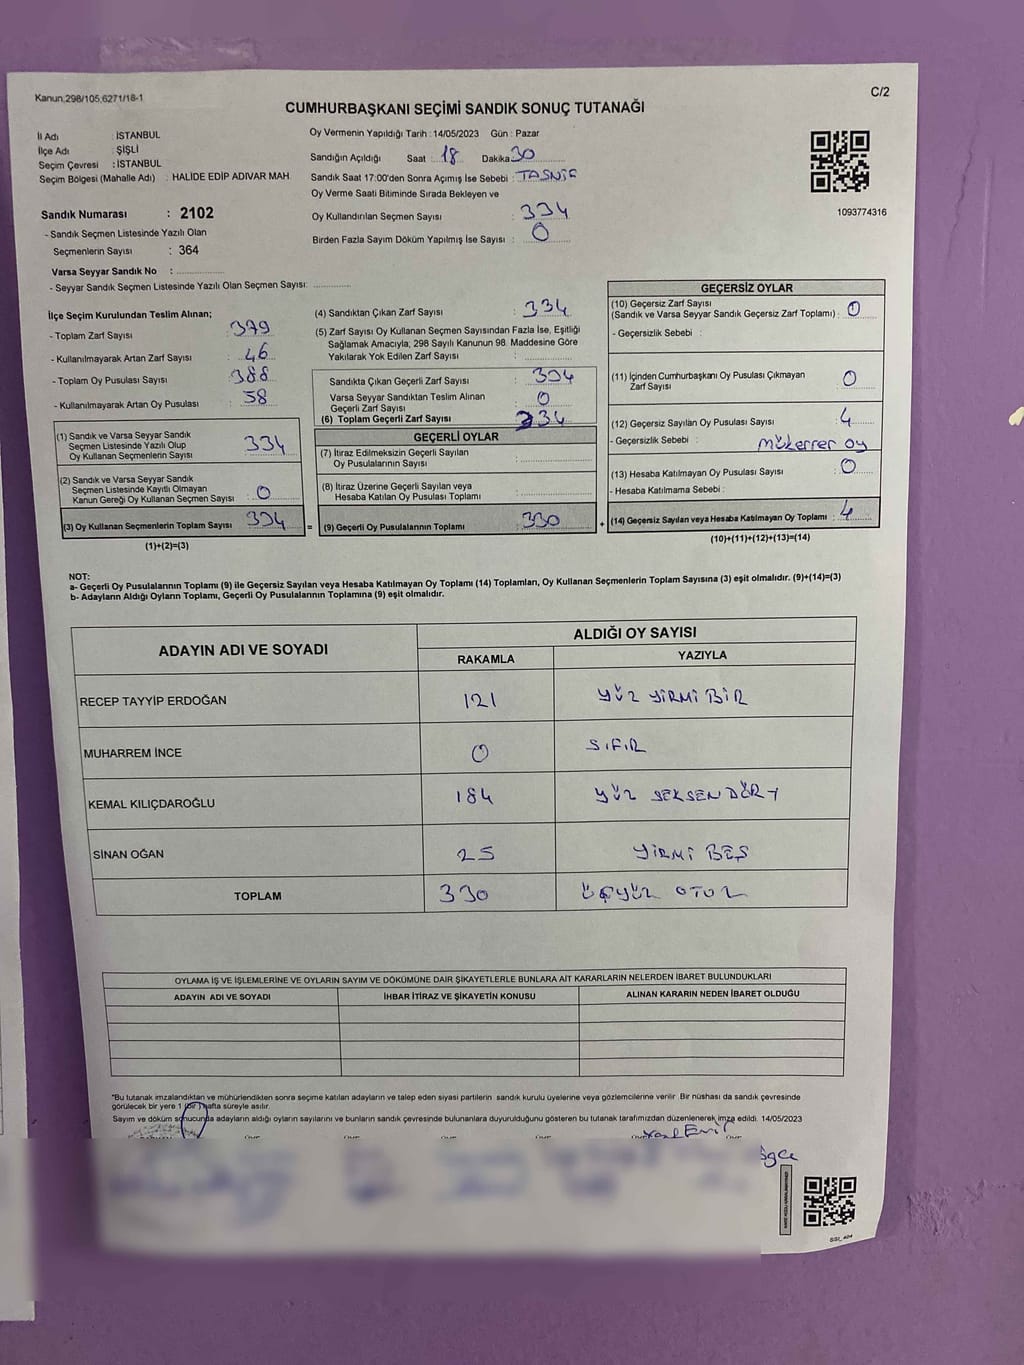 Kanun;298/105,6271/18-1
C/2
CUMHURBAŞKANI SEÇİMİ SANDIK SONUÇ TUTANAĞI
İl Adı : İSTANBUL
İlçe Adı : ŞİŞLİ
Seçim Çevresi : İSTANBUL
Seçim Bölgesi (Mahalle Adı) : HALİDE EDİP ADIVAR MAH.
Sandık Numarası : 2102
- Sandık Seçmen Listesinde Yazılı Olan
Seçmenlerin Sayısı : 364
Varsa Seyyar Sandık No :
- Seyyar Sandık Seçmen Listesinde Yazılı Olan Seçmen Sayısı:
Oy Vermenin Yapıldığı Tarih : 14/05/2023 Gün : Pazar
Sandığın Açıldığı Saat 18 Dakika 30
Sandık Saat 17:00'den Sonra Açımış İse Sebebi : TASNİF
Oy Verme Saati Bitiminde Sırada Bekleyen ve
Oy Kullandırılan Seçmen Sayısı : 334
Birden Fazla Sayım Döküm Yapılmış İse Sayısı : 0
1093774316
İlçe Seçim Kurulundan Teslim Alınan;
- Toplam Zarf Sayısı : 379
- Kullanılmayarak Artan Zarf Sayısı : 46
- Toplam Oy Pusulası Sayısı : 388
- Kullanılmayarak Artan Oy Pusulası : 58
(1) Sandık ve Varsa Seyyar Sandık
Seçmen Listesinde Yazılı Olup
Oy Kullanan Seçmenlerin Sayısı : 334
(2) Sandık ve Varsa Seyyar Sandık
Seçmen Listesinde Kayıtlı Olmayan
Kanun Gereği Oy Kullanan Seçmen Sayısı : 0
(3) Oy Kullanan Seçmenlerin Toplam Sayısı : 334
(1)+(2)=(3)
(4) Sandıktan Çıkan Zarf Sayısı : 334
(5) Zarf Sayısı Oy Kullanan Seçmen Sayısından Fazla İse, Eşitliği
Sağlamak Amacıyla; 298 Sayılı Kanunun 98. Maddesine Göre
Yakılarak Yok Edilen Zarf Sayısı :
Sandıkta Çıkan Geçerli Zarf Sayısı : 334
Varsa Seyyar Sandıktan Teslim Alınan
Geçerli Zarf Sayısı : 0
(6) Toplam Geçerli Zarf Sayısı : 334
GEÇERLİ OYLAR
(7) İtiraz Edilmeksizin Geçerli Sayılan
Oy Pusulalarının Sayısı :
(8) İtiraz Üzerine Geçerli Sayılan veya
Hesaba Katılan Oy Pusulası Toplamı :
= (9) Geçerli Oy Pusulalarının Toplamı : 330
GEÇERSİZ OYLAR
(10) Geçersiz Zarf Sayısı
(Sandık ve Varsa Seyyar Sandık Geçersiz Zarf Toplamı) : 0
- Geçersizlik Sebebi :
(11) İçinden Cumhurbaşkanı Oy Pusulası Çıkmayan
Zarf Sayısı : 0
(12) Geçersiz Sayılan Oy Pusulası Sayısı : 4
- Geçersizlik Sebebi : mükerrer oy
(13) Hesaba Katılmayan Oy Pusulası Sayısı : 0
- Hesaba Katılmama Sebebi :
+ (14) Geçersiz Sayılan veya Hesaba Katılmayan Oy Toplamı : 4
(10)+(11)+(12)+(13)=(14)
NOT:
a- Geçerli Oy Pusulalarının Toplamı (9) ile Geçersiz Sayılan veya Hesaba Katılmayan Oy Toplamı (14) Toplamları, Oy Kullanan Seçmenlerin Toplam Sayısına (3) eşit olmalıdır. (9)+(14)=(3)
b- Adayların Aldığı Oyların Toplamı, Geçerli Oy Pusulalarının Toplamına (9) eşit olmalıdır.
ADAYIN ADI VE SOYADI ALDIĞI OY SAYISI
RAKAMLA YAZIYLA
RECEP TAYYİP ERDOĞAN 121 YÜZ YİRMİ BİR
MUHARREM İNCE 0 SIFIR
KEMAL KILIÇDAROĞLU 184 YÜZ SEKSEN DÖRT
SİNAN OĞAN 25 YİRMİ BEŞ
TOPLAM 330 ÜÇYÜZ OTUZ
OYLAMA İŞ VE İŞLEMLERİNE VE OYLARIN SAYIM VE DÖKÜMÜNE DAİR ŞİKAYETLERLE BUNLARA AİT KARARLARIN NELERDEN İBARET BULUNDUKLARI
ADAYIN ADI VE SOYADI İHBAR İTİRAZ VE ŞİKAYETİN KONUSU ALINAN KARARIN NEDEN İBARET OLDUĞU
*Bu tutanak imzalandıktan ve mühürlendikten sonra seçime katılan adayların ve talep eden siyasi partilerin sandık kurulu üyelerine veya gözlemcilerine verilir. Bir nüshası da sandık çevresinde
görülecek bir yere 1 (bir) hafta süreyle asılır.
Sayım ve döküm sonucunda adayların aldığı oyların sayılarını ve bunların sandık çevresinde bulunanlara duyurulduğunu gösteren bu tutanak tarafımızdan düzenlenerek imza edildi. 14/05/2023